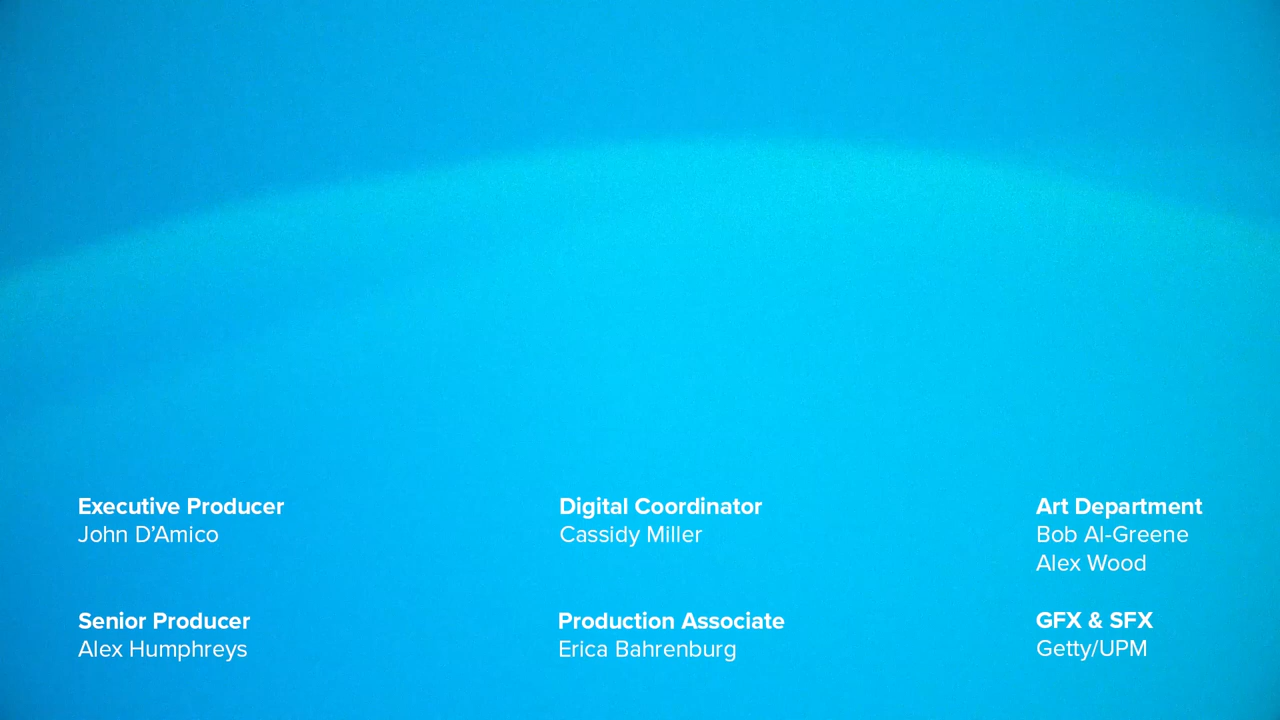 Executive Producer
John D’Amico
Digital Coordinator
Cassidy Miller
Art Department
Bob Al-Greene
Alex Wood
Senior Producer
Alex Humphreys
Production Associate
Erica Bahrenburg
GFX & SFX
Getty/UPM